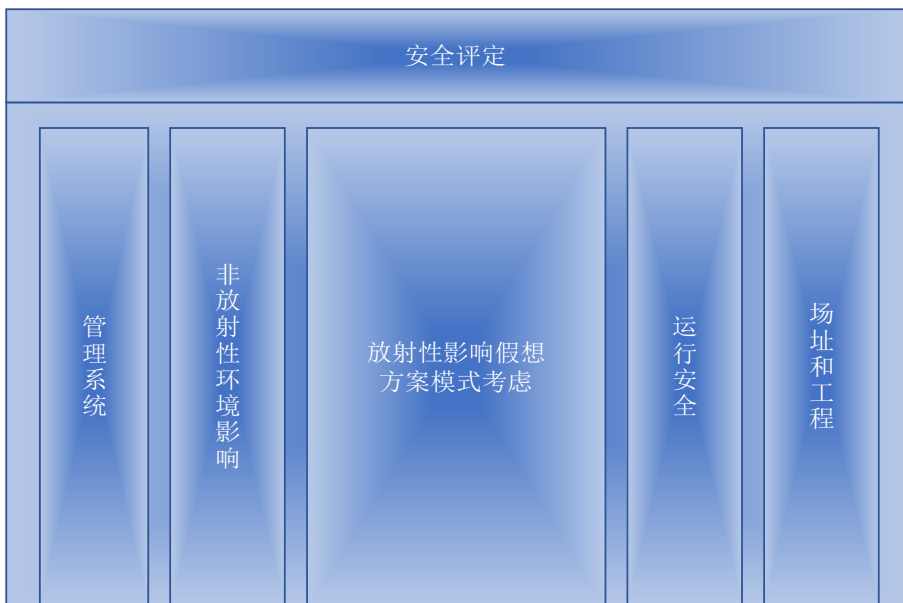 安全评定
管理系统
非放射性环境影响
放射性影响假想
方案模式考虑
运行安全
场址和工程